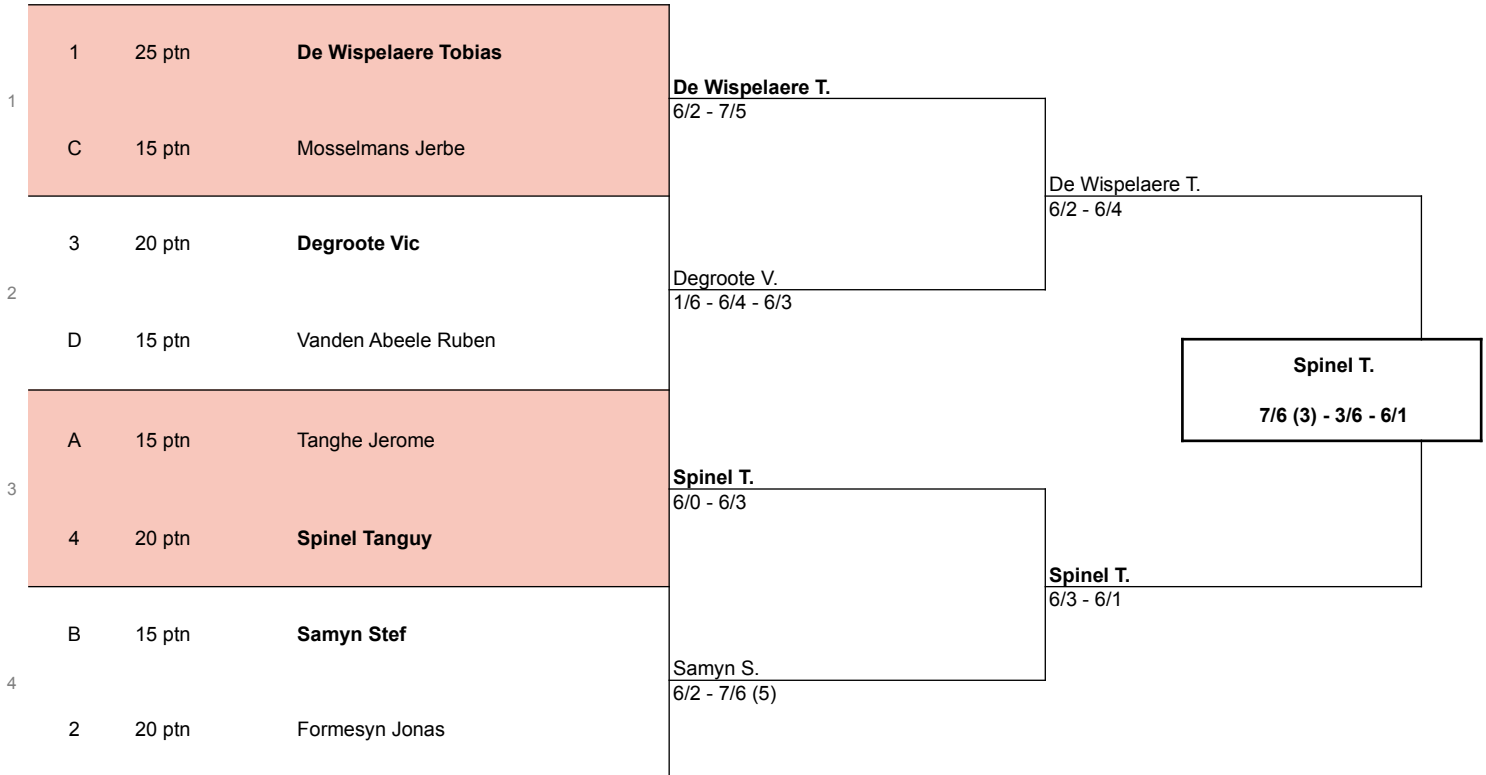 1 25 ptn De Wispelaere Tobias
De Wispelaere T.
1
6/2 - 7/5
C 15 ptn Mosselmans Jerbe
De Wispelaere T.
6/2 - 6/4
3 20 ptn Degroote Vic
Degroote V.
2
1/6 - 6/4 - 6/3
D 15 ptn Vanden Abeele Ruben
Spinel T.
7/6 (3) - 3/6 - 6/1
A 15 ptn Tanghe Jerome
Spinel T.
3
6/0 - 6/3
4 20 ptn Spinel Tanguy
Spinel T.
6/3 - 6/1
B 15 ptn Samyn Stef
Samyn S.
4
6/2 - 7/6 (5)
2 20 ptn Formesyn Jonas